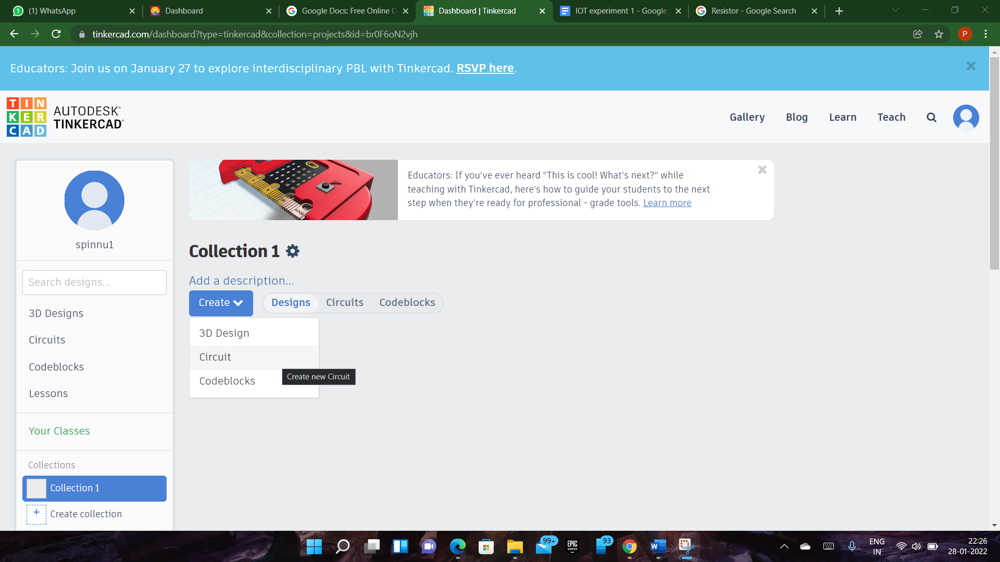 (1) WhatsApp
Dashboard
Google Docs: Free Online D
Dashboard | Tinkercad
IOT experiment 1 - Google
Resistor - Google Search
tinkercad.com/dashboard?type=tinkercad&collection=projects&id=br0F6oN2vjh
P
Educators: Join us on January 27 to explore interdisciplinary PBL with Tinkercad. RSVP here.
TIN
KER
CAD
AUTODESK®
TINKERCAD®
Gallery
Blog
Learn
Teach
Educators: If you've ever heard "This is cool! What's next?" while
teaching with Tinkercad, here's how to guide your students to the next
step when they're ready for professional - grade tools. Learn more
GND
spinnu1
Search designs...
3D Designs
Circuits
Codeblocks
Lessons
Your Classes
Collections
Collection 1
+ Create collection
Collection 1
Add a description...
Create
Designs
Circuits
Codeblocks
3D Design
Circuit
Codeblocks
Create new Circuit
99+
EPIC
GAMES
93
W
ENG
IN
22:26
28-01-2022